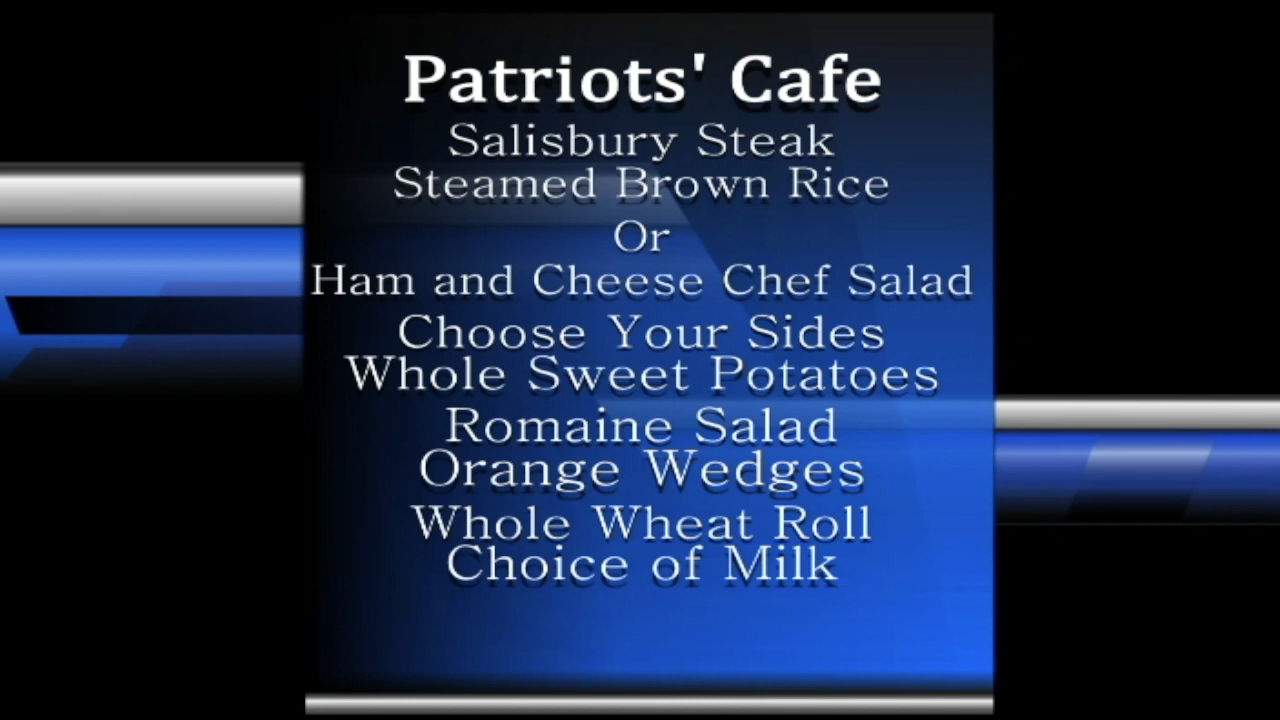 Patriots' Cafe
Salisbury Steak
Steamed Brown Rice
Or
Ham and Cheese Chef Salad
Choose Your Sides
Whole Sweet Potatoes
Romaine Salad
Orange Wedges
Whole Wheat Roll
Choice of Milk